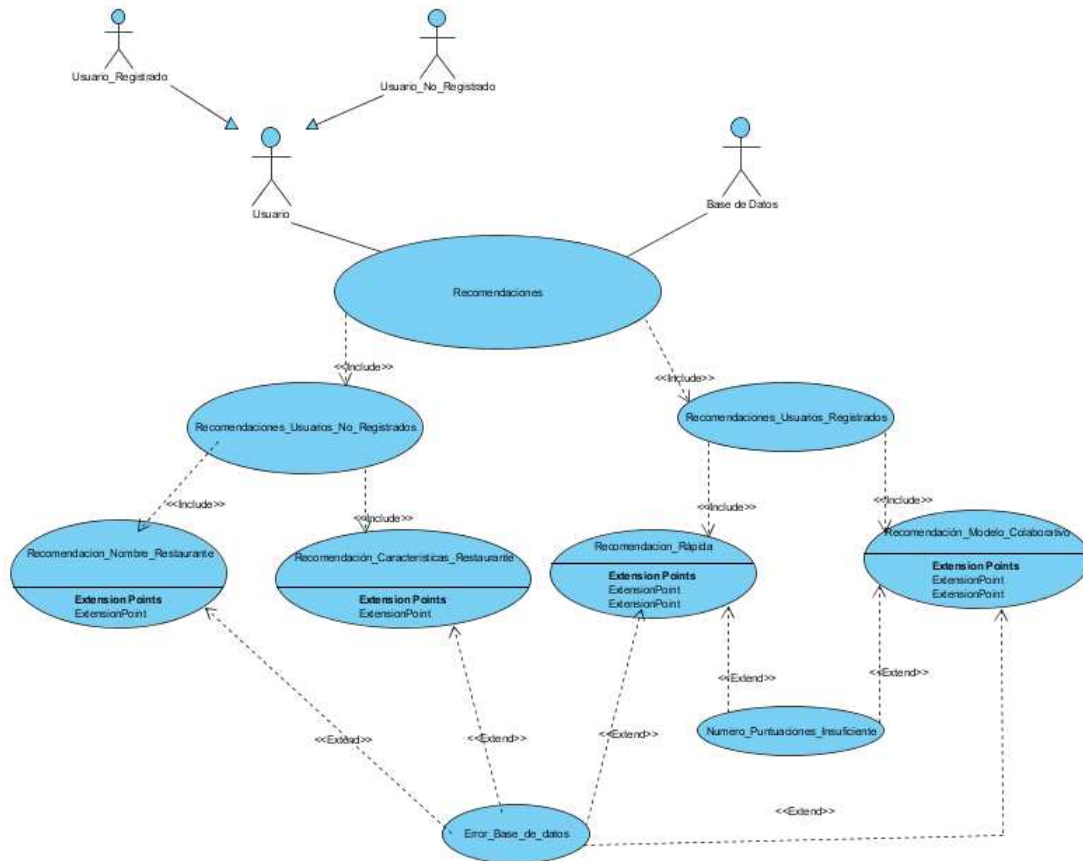 Usuario_Registrado
Usuario_No_Registrado
Usuario
Base de Datos
Recomendaciones
<<Include>>
<<Include>>
Recomendaciones_Usuarios_No_Registrados
Recomendaciones_Usuarios_Registrados
<<Include>>
<<Include>>
<<Include>>
<<Include>>
Recomendacion_Nombre_Restaurante
Extension Points
ExtensionPoint
Recomendación_Caracteristicas_Restaurante
Extension Points
ExtensionPoint
Recomendacion_Rápida
Extension Points
ExtensionPoint
ExtensionPoint
Recomendación_Modelo_Colaborativo
Extension Points
ExtensionPoint
ExtensionPoint
<<Extend>>
<<Extend>>
Numero_Puntuaciones_Insuficiente
<<Extend>>
<<Extend>>
<<Extend>>
<<Extend>>
Error_Base_de_datos